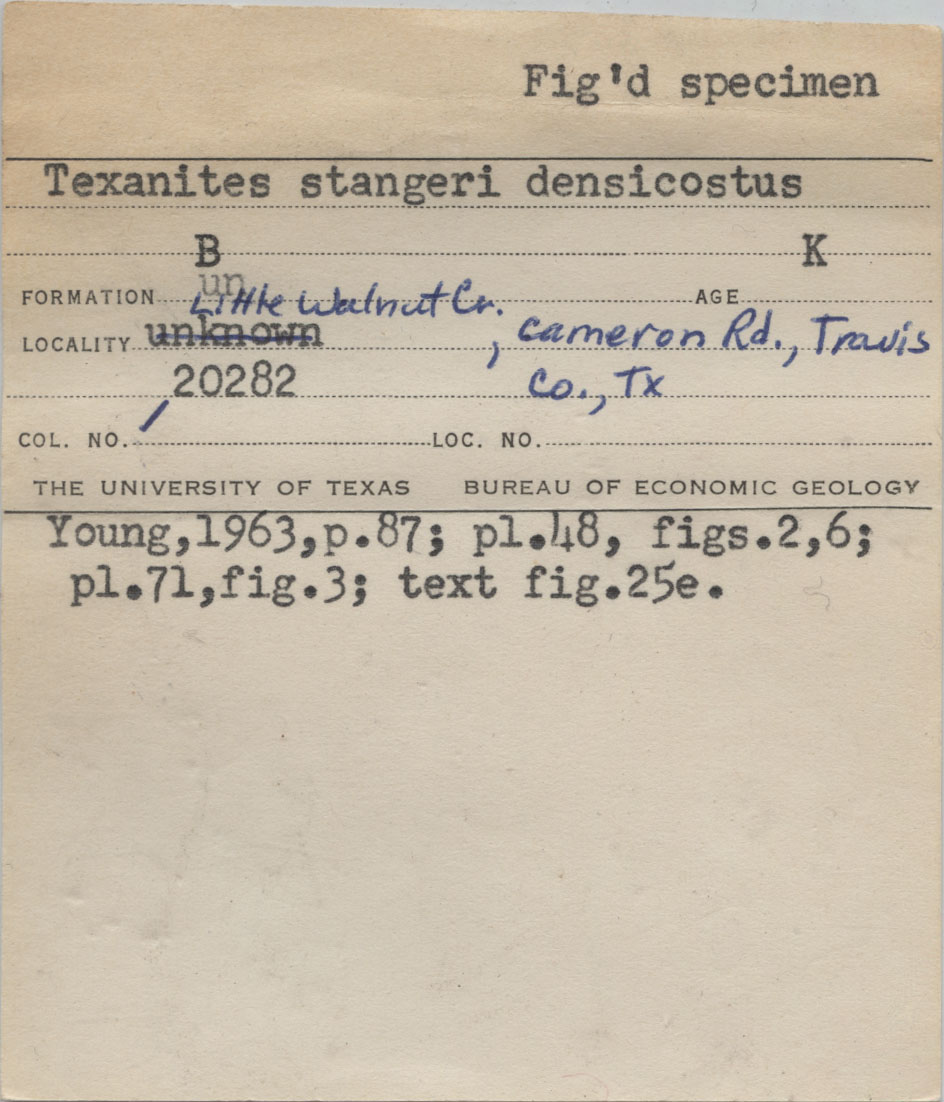 Fig'd specimen
Texanites stangeri densicostus
B K
un
FORMATION Little Walnut Cr. AGE
LOCALITY unknown , Cameron Rd., Travis
20282 Co., Tx
COL. NO. LOC. NO.
THE UNIVERSITY OF TEXAS BUREAU OF ECONOMIC GEOLOGY
Young,1963,p.87; pl.48, figs.2,6;
pl.71,fig.3; text fig.25e.